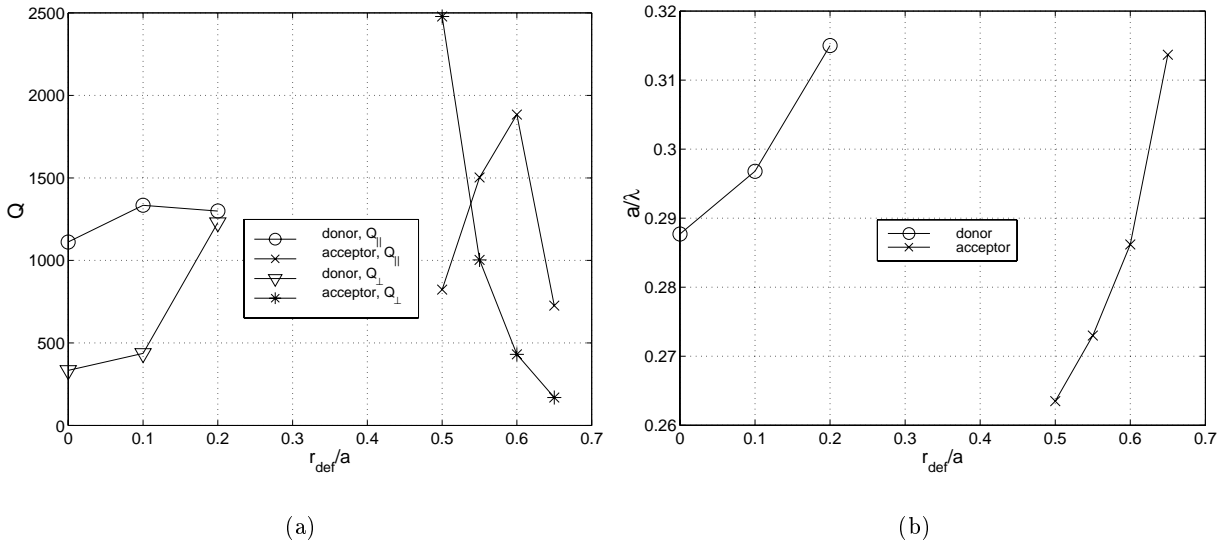 (a)
2500
2000
1500
1000
500
0
Q
0 0.1 0.2 0.3 0.4 0.5 0.6 0.7
r_def/a
donor, Q_||
acceptor, Q_||
donor, Q_⊥
acceptor, Q_⊥
(a)
(b)
0.32
0.31
0.3
0.29
0.28
0.27
0.26
a/λ
0 0.1 0.2 0.3 0.4 0.5 0.6 0.7
r_def/a
donor
acceptor
(b)